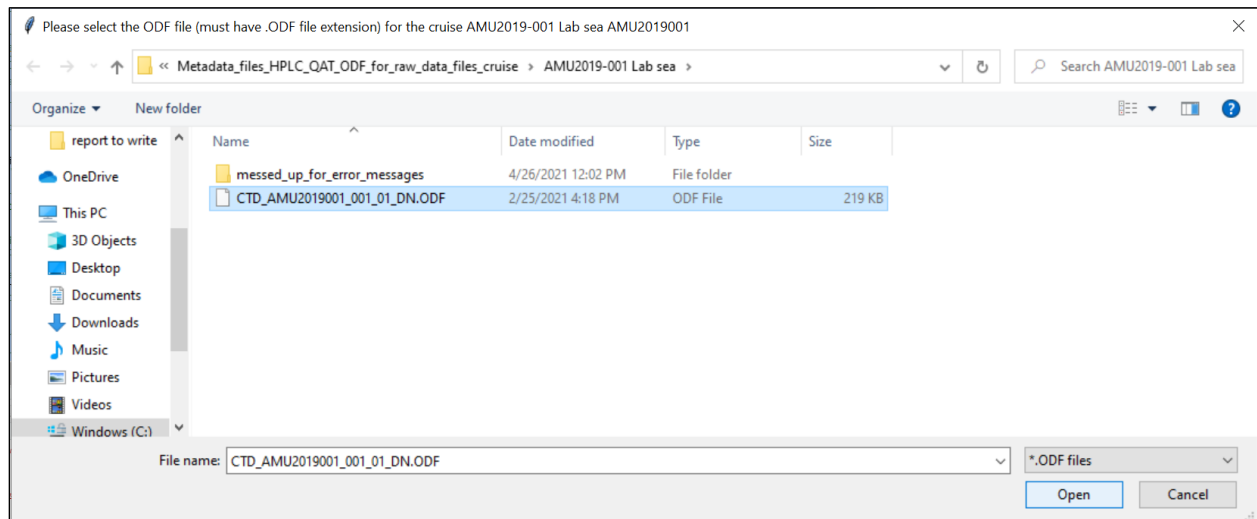 Please select the ODF file (must have .ODF file extension) for the cruise AMU2019-001 Lab sea AMU2019001
« Metadata_files_HPLC_QAT_ODF_for_raw_data_files_cruise › AMU2019-001 Lab sea ›
Search AMU2019-001 Lab sea
Organize New folder
report to write
OneDrive
This PC
3D Objects
Desktop
Documents
Downloads
Music
Pictures
Videos
Windows (C:)
Name Date modified Type Size
messed_up_for_error_messages 4/26/2021 12:02 PM File folder
CTD_AMU2019001_001_01_DN.ODF 2/25/2021 4:18 PM ODF File 219 KB
File name: CTD_AMU2019001_001_01_DN.ODF *.ODF files
Open Cancel